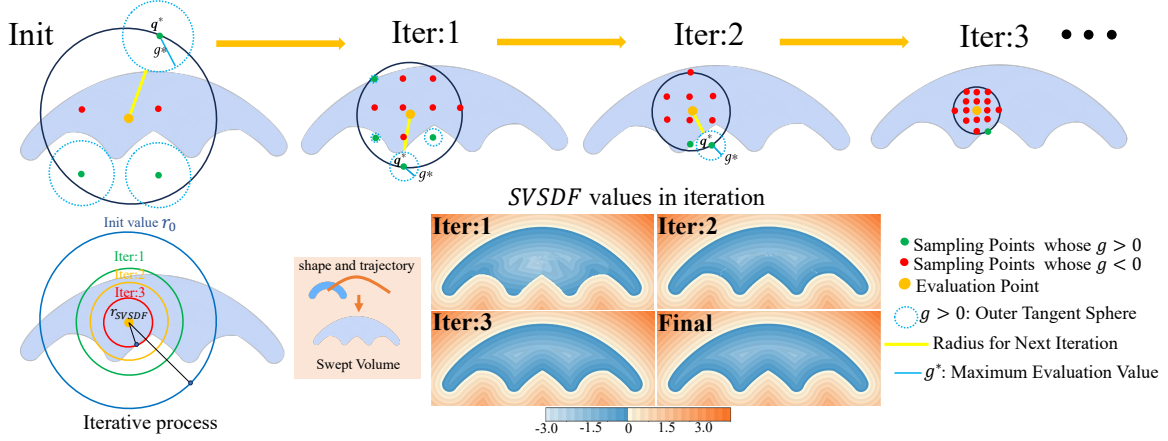 Init
Iter:1
Iter:2
Iter:3
q*
g*
q*
g*
q*
g*
Init value r₀
Iter:1
Iter:2
Iter:3
r_SVSDF
Iterative process
shape and trajectory
Swept Volume
SVSDF values in iteration
Iter:1
Iter:2
Iter:3
Final
-3.0
-1.5
0
1.5
3.0
Sampling Points whose g > 0
Sampling Points whose g < 0
Evaluation Point
g > 0: Outer Tangent Sphere
Radius for Next Iteration
g*: Maximum Evaluation Value